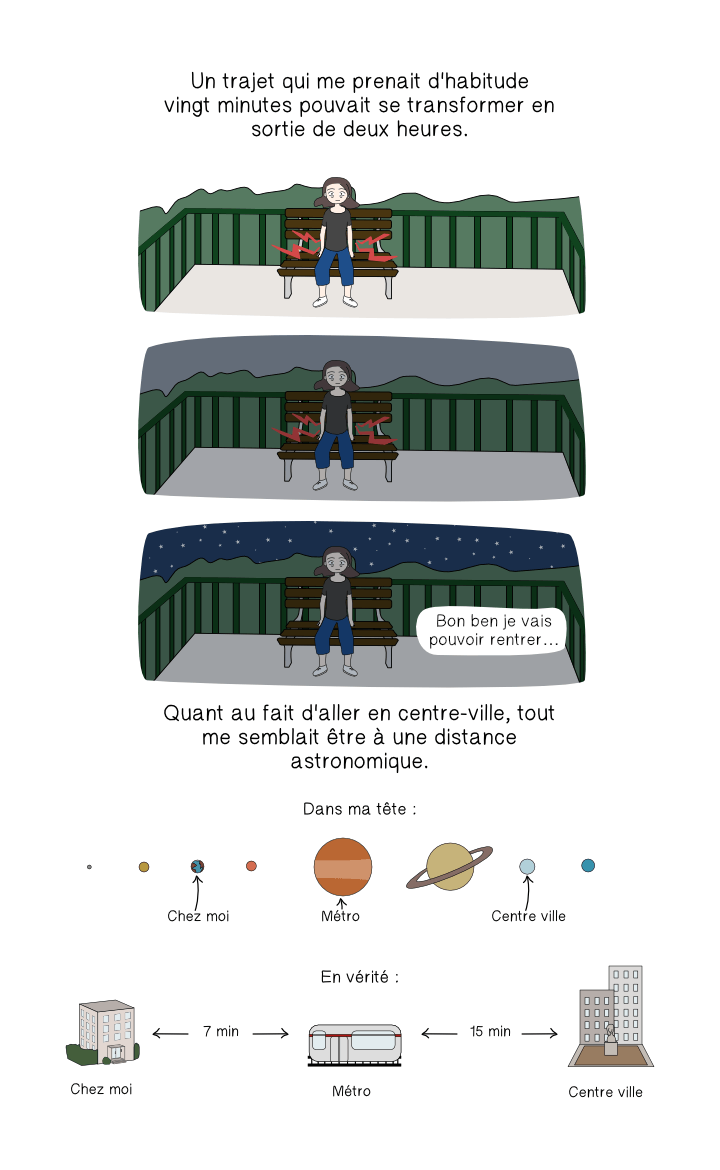 Un trajet qui me prenait d'habitude
vingt minutes pouvait se transformer en
sortie de deux heures.
Bon ben je vais
pouvoir rentrer...
Quant au fait d'aller en centre-ville, tout
me semblait être à une distance
astronomique.
Dans ma tête :
Chez moi
Métro
Centre ville
En vérité :
7 min
15 min
Chez moi
Métro
Centre ville